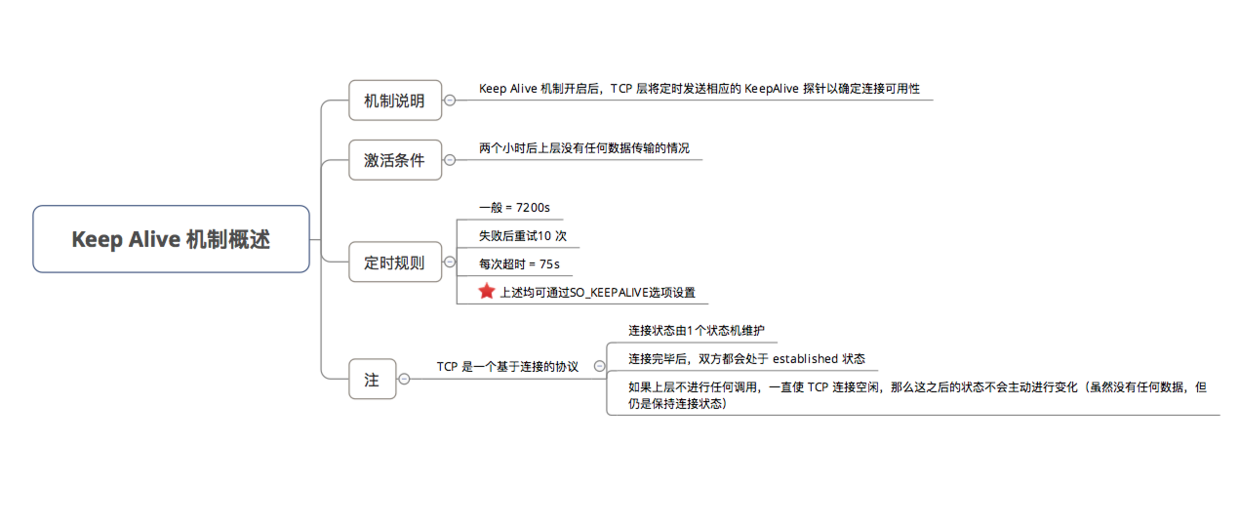 Keep Alive 机制概述
机制说明
Keep Alive 机制开启后，TCP 层将定时发送相应的 KeepAlive 探针以确定连接可用性
激活条件
两个小时后上层没有任何数据传输的情况
定时规则
一般 = 7200s
失败后重试10 次
每次超时 = 75s
上述均可通过SO_KEEPALIVE选项设置
注
TCP 是一个基于连接的协议
连接状态由1个状态机维护
连接完毕后，双方都会处于 established 状态
如果上层不进行任何调用，一直使 TCP 连接空闲，那么这之后的状态不会主动进行变化（虽然没有任何数据，但
仍是保持连接状态）